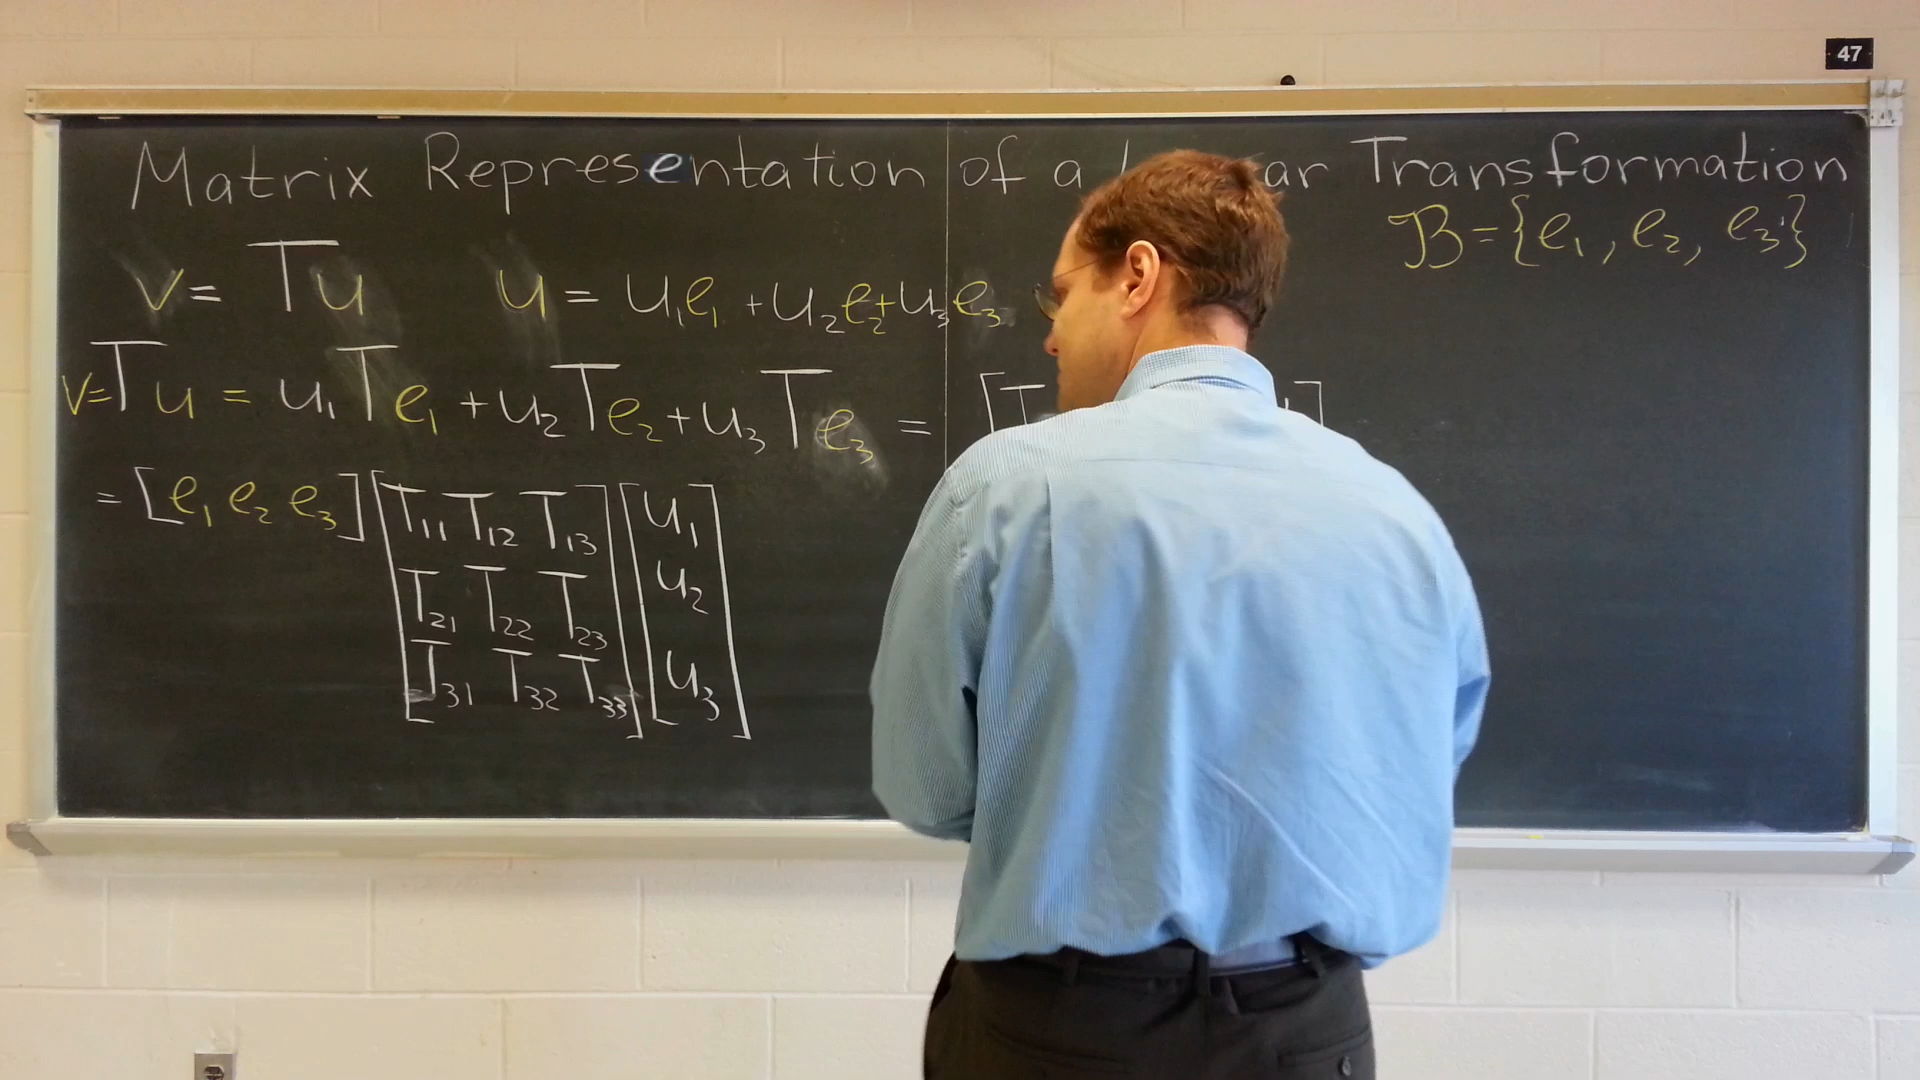 47
Matrix Representation of a ar Transformation
B={e₁, e₂, e₃}
v = Tu u = u₁e₁ + u₂e₂ + u₃e₃
v=Tu = u₁Te₁ + u₂Te₂ + u₃Te₃ = [T ]
= [e₁ e₂ e₃] [T₁₁ T₁₂ T₁₃] [u₁]
T₂₁ T₂₂ T₂₃ u₂
T₃₁ T₃₂ T₃₃ u₃